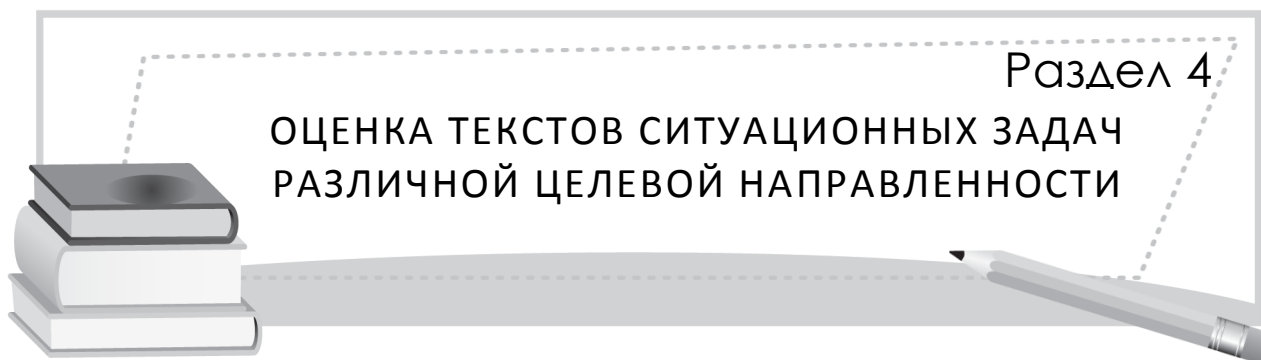 Раздел 4
ОЦЕНКА ТЕКСТОВ СИТУАЦИОННЫХ ЗАДАЧ
РАЗЛИЧНОЙ ЦЕЛЕВОЙ НАПРАВЛЕННОСТИ